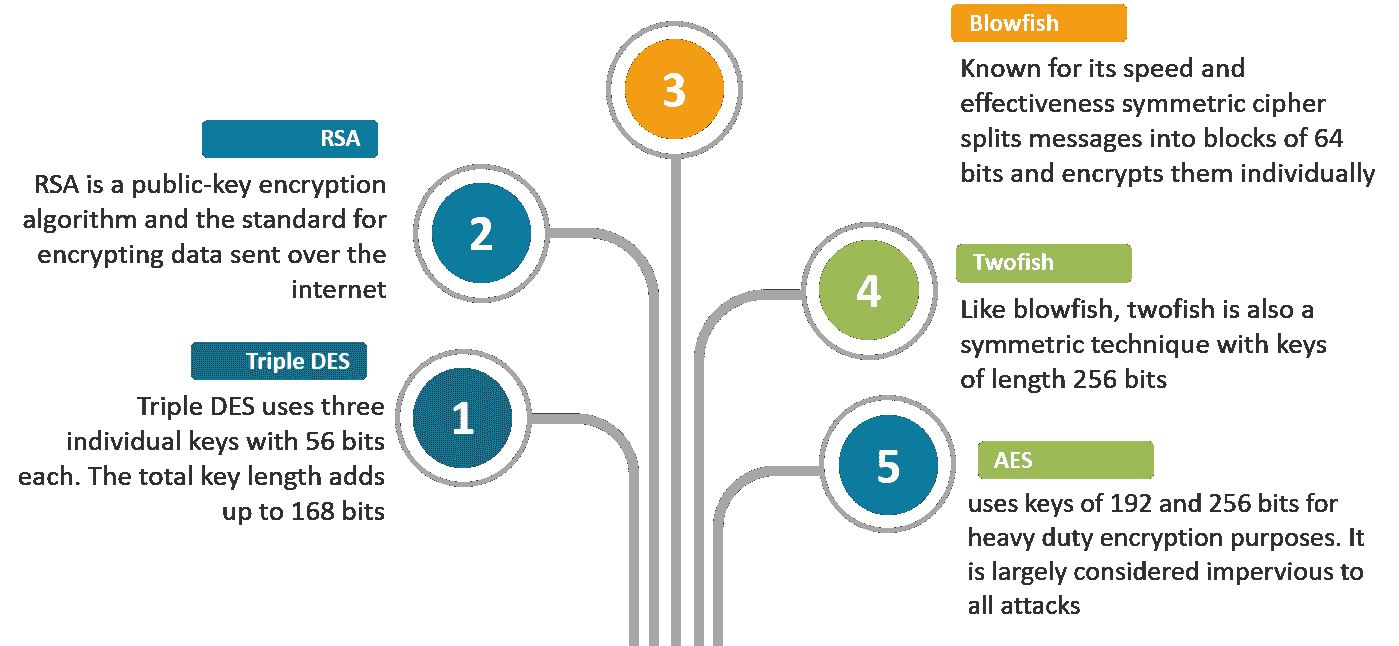 1
Triple DES
Triple DES uses three
individual keys with 56 bits
each. The total key length adds
up to 168 bits
2
RSA
RSA is a public-key encryption
algorithm and the standard for
encrypting data sent over the
internet
3
Blowfish
Known for its speed and
effectiveness symmetric cipher
splits messages into blocks of 64
bits and encrypts them individually
4
Twofish
Like blowfish, twofish is also a
symmetric technique with keys
of length 256 bits
5
AES
uses keys of 192 and 256 bits for
heavy duty encryption purposes. It
is largely considered impervious to
all attacks